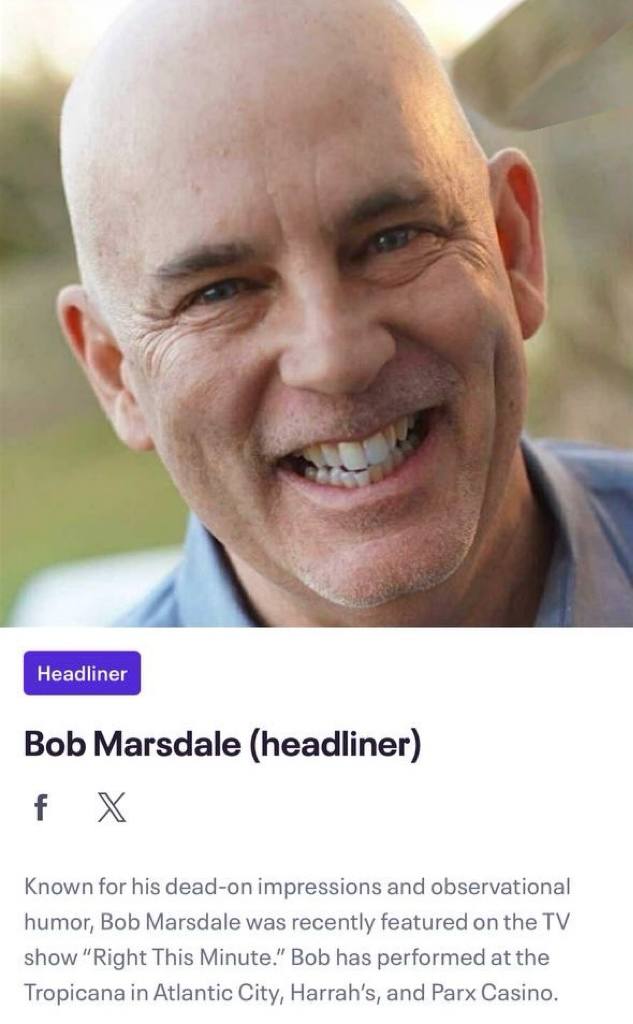 Headliner
Bob Marsdale (headliner)
f X
Known for his dead-on impressions and observational
humor, Bob Marsdale was recently featured on the TV
show “Right This Minute.” Bob has performed at the
Tropicana in Atlantic City, Harrah’s, and Parx Casino.